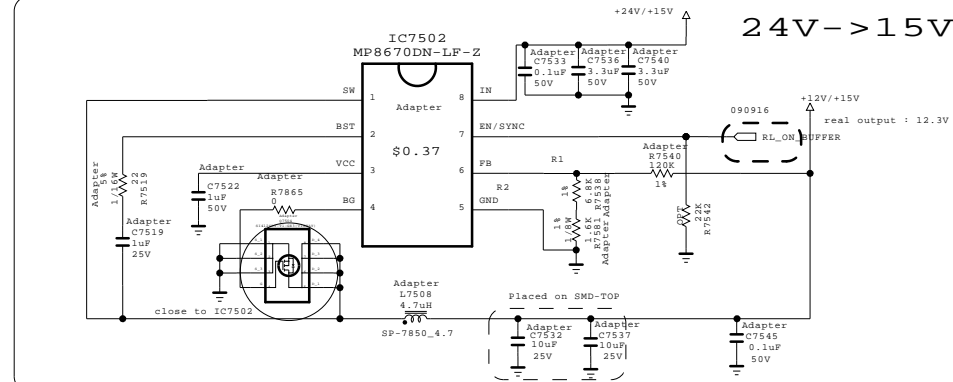 24V->15V
+24V/+15V
IC7502
MP8670DN-LF-Z
Adapter
C7533
0.1uF
50V
Adapter
C7536
3.3uF
50V
Adapter
C7540
3.3uF
50V
SW
1
8
IN
Adapter
BST
2
7
EN/SYNC
$0.37
VCC
3
6
FB
BG
4
5
GND
090916
RL_ON_BUFFER
+12V/+15V
real output : 12.3V
R1
R2
Adapter
R7540
120K
1%
1%
6.8K
R7538
Adapter
1%
1/8W
1.6K
R7581
Adapter
OPT
22K
R7542
Adapter
5%
1/16W
22
R7519
Adapter
C7519
1uF
25V
Adapter
C7522
1uF
50V
Adapter
R7865
0
Adapter
close to IC7502
Adapter
L7508
4.7uH
SP-7850_4.7
Placed on SMD-TOP
Adapter
C7532
10uF
25V
Adapter
C7537
10uF
25V
Adapter
C7545
0.1uF
50V